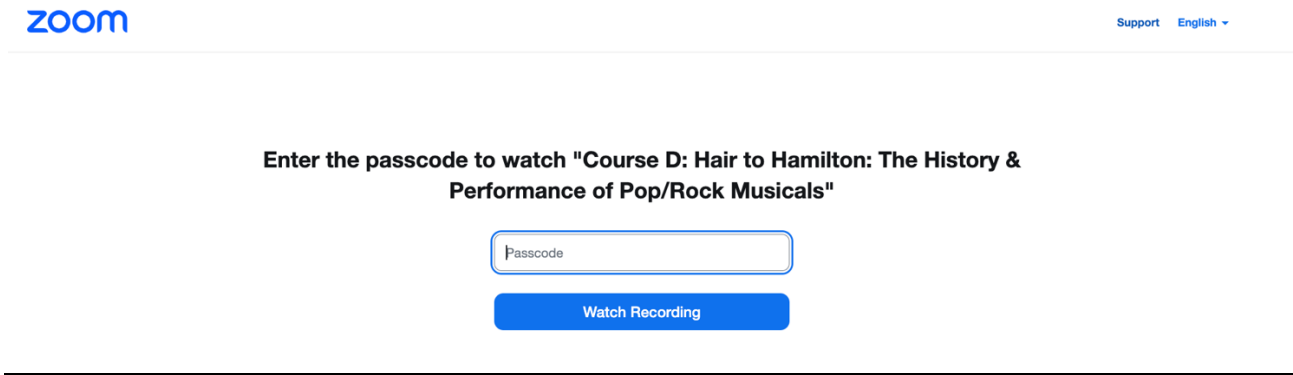 zoom
Support English
Enter the passcode to watch "Course D: Hair to Hamilton: The History &
Performance of Pop/Rock Musicals"
Passcode
Watch Recording